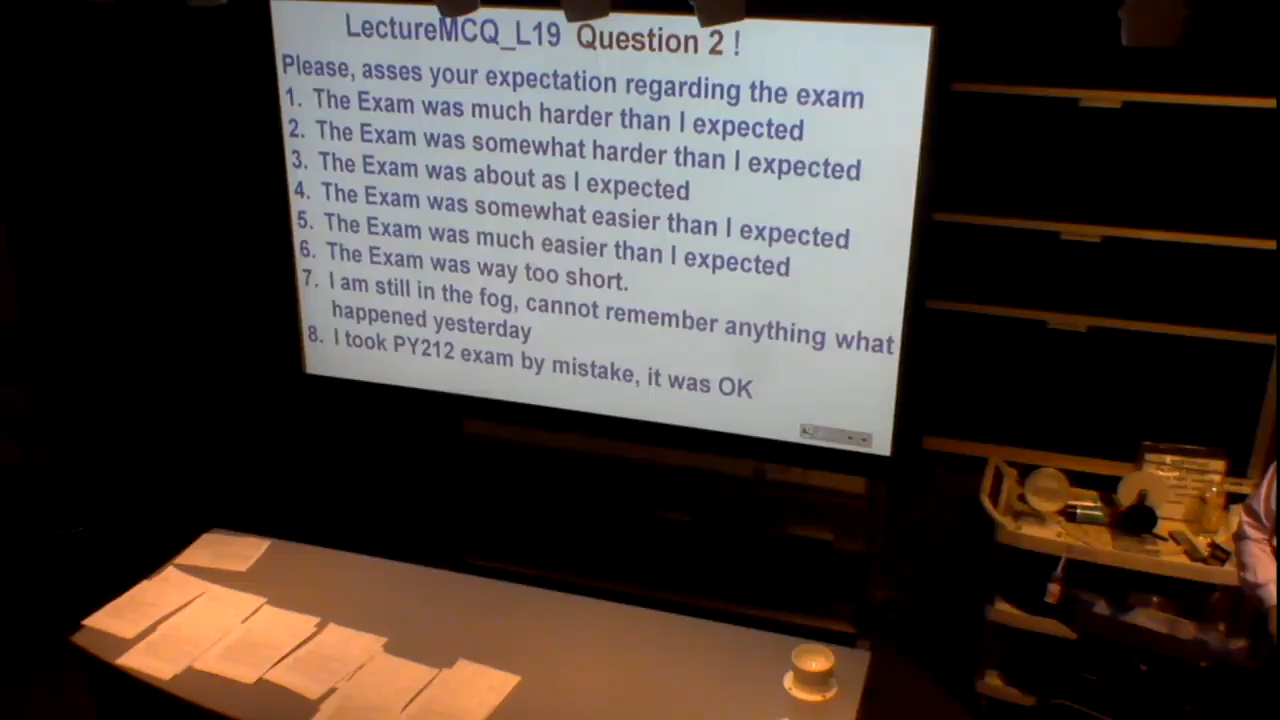 LectureMCQ_L19 Question 2 !
Please, asses your expectation regarding the exam
1. The Exam was much harder than I expected
2. The Exam was somewhat harder than I expected
3. The Exam was about as I expected
4. The Exam was somewhat easier than I expected
5. The Exam was much easier than I expected
6. The Exam was way too short.
7. I am still in the fog, cannot remember anything what
happened yesterday
8. I took PY212 exam by mistake, it was OK